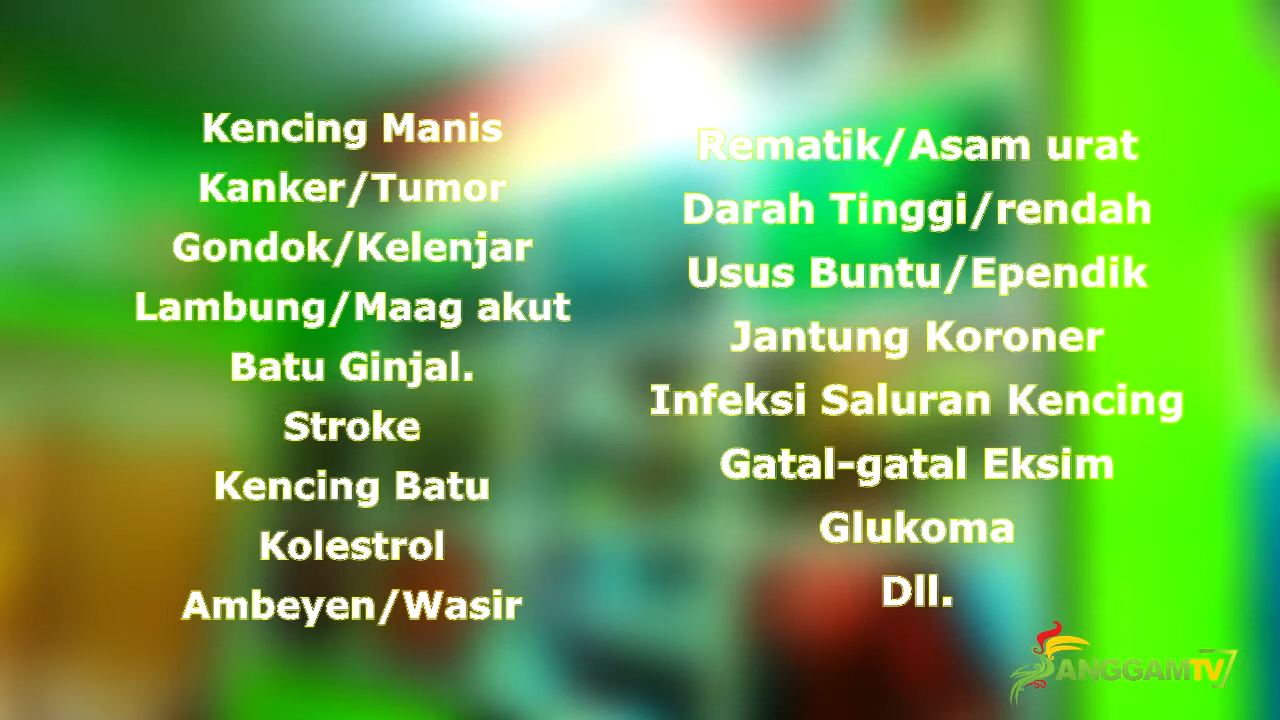 Kencing Manis
Kanker/Tumor
Gondok/Kelenjar
Lambung/Maag akut
Batu Ginjal.
Stroke
Kencing Batu
Kolestrol
Ambeyen/Wasir
Rematik/Asam urat
Darah Tinggi/rendah
Usus Buntu/Ependik
Jantung Koroner
Infeksi Saluran Kencing
Gatal-gatal Eksim
Glukoma
Dll.
SANGGAMTV